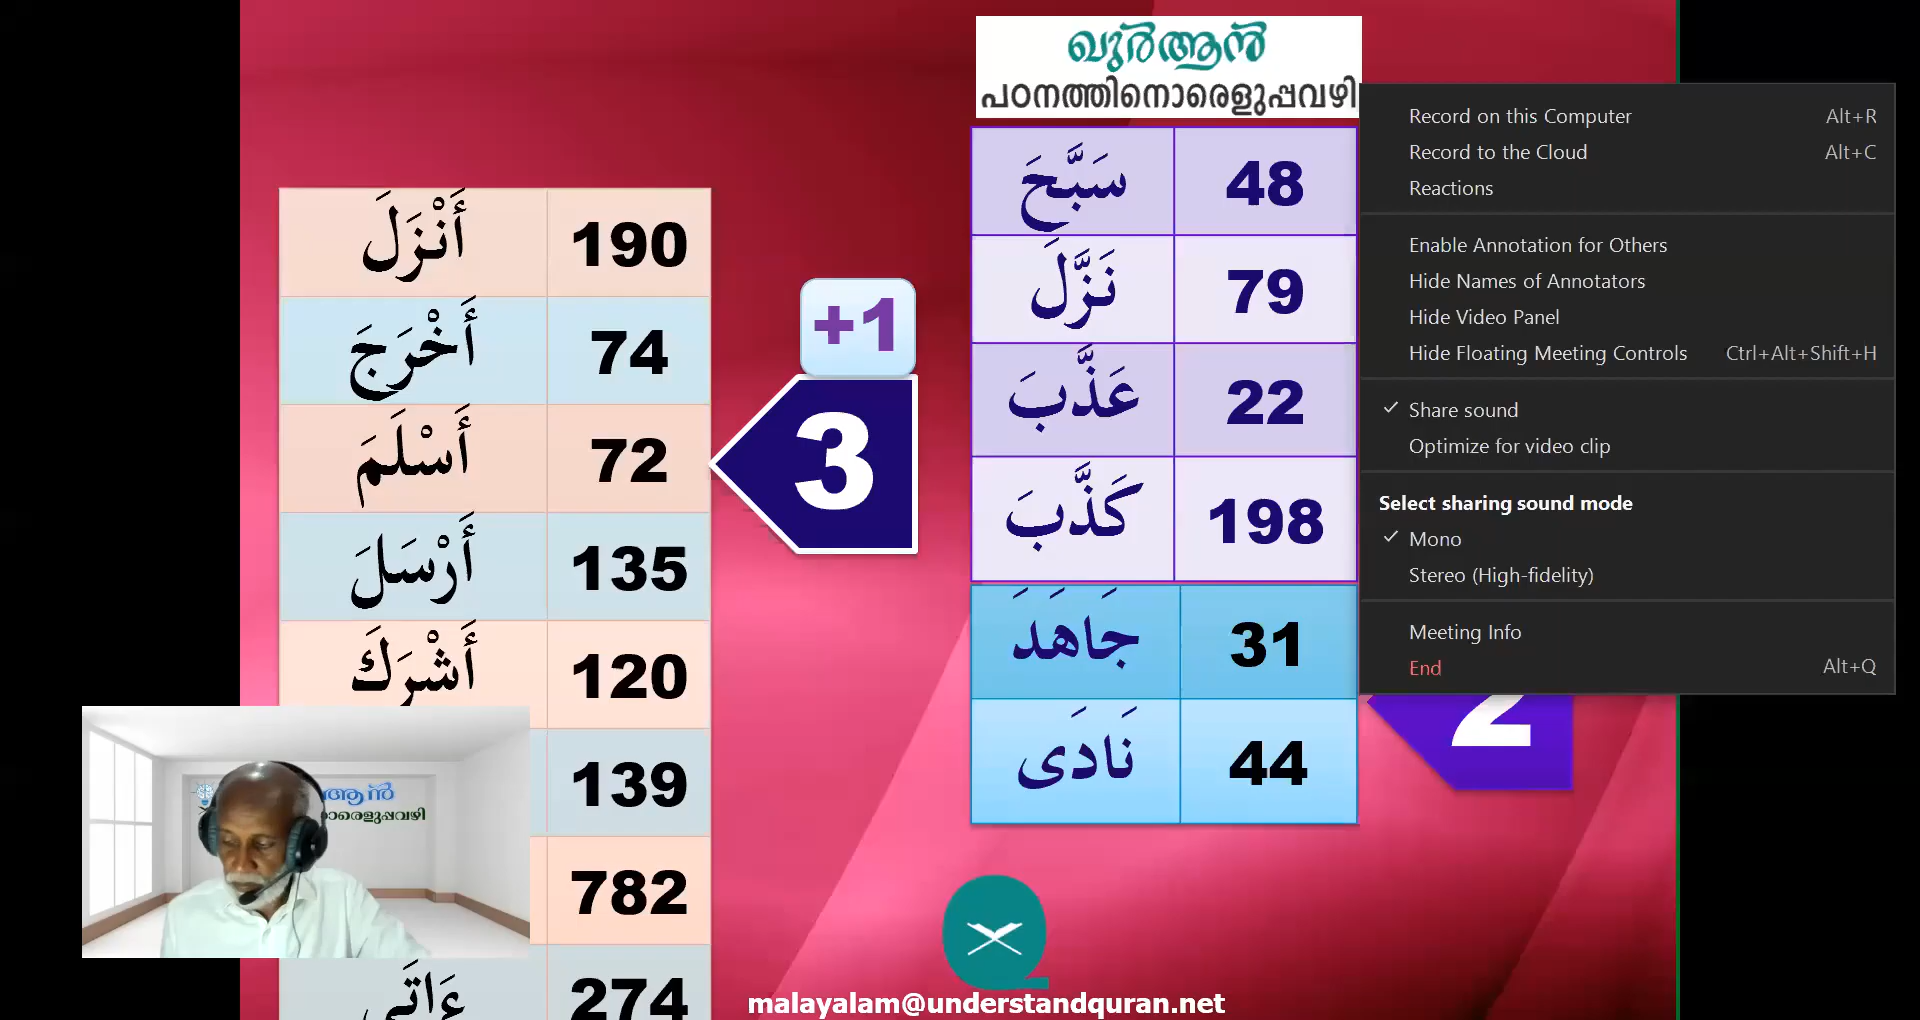 ഖുർആൻ
പഠനത്തിനൊരെളുപ്പവഴി
سَبَّحَ 48
نَزَّلَ 79
عَذَّبَ 22
كَذَّبَ 198
جَاهَدَ 31
نَادَى 44
أَنْزَلَ 190
أَخْرَجَ 74
أَسْلَمَ 72
أَرْسَلَ 135
أَشْرَكَ 120
139
782
ءَاتَى 274
+1
3
2
Record on this Computer Alt+R
Record to the Cloud Alt+C
Reactions
Enable Annotation for Others
Hide Names of Annotators
Hide Video Panel
Hide Floating Meeting Controls Ctrl+Alt+Shift+H
Share sound
Optimize for video clip
Select sharing sound mode
Mono
Stereo (High-fidelity)
Meeting Info
End Alt+Q
malayalam@understandquran.net